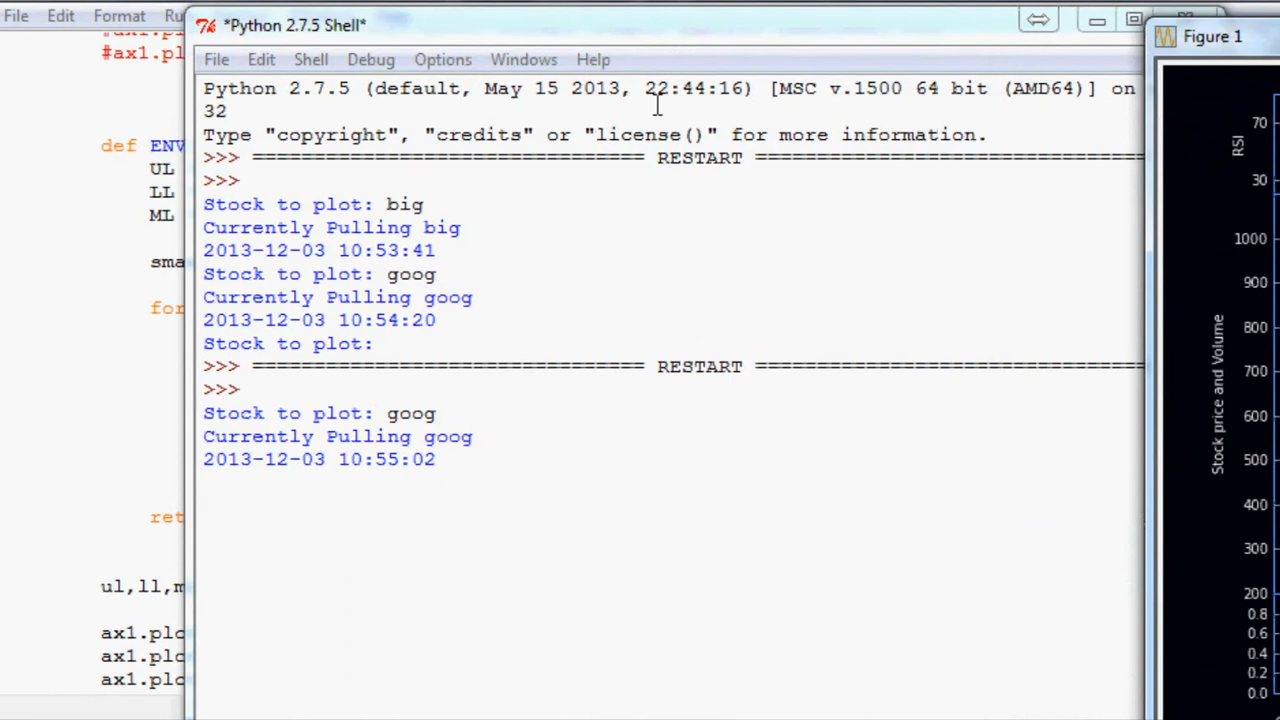 File Edit Format Ru
#ax1.pl
#ax1.pl
def ENV
UL
LL
ML
sma
for
ret
ul,ll,m
ax1.plo
ax1.plo
ax1.plo
*Python 2.7.5 Shell*
File Edit Shell Debug Options Windows Help
Python 2.7.5 (default, May 15 2013, 22:44:16) [MSC v.1500 64 bit (AMD64)] on
32
Type "copyright", "credits" or "license()" for more information.
>>> ================================ RESTART ================================
>>>
Stock to plot: big
Currently Pulling big
2013-12-03 10:53:41
Stock to plot: goog
Currently Pulling goog
2013-12-03 10:54:20
Stock to plot:
>>> ================================ RESTART ================================
>>>
Stock to plot: goog
Currently Pulling goog
2013-12-03 10:55:02
Figure 1
RSI
70
30
Stock price and Volume
1000
900
800
700
600
500
400
300
200
0.8
0.6
0.4
0.2
0.0